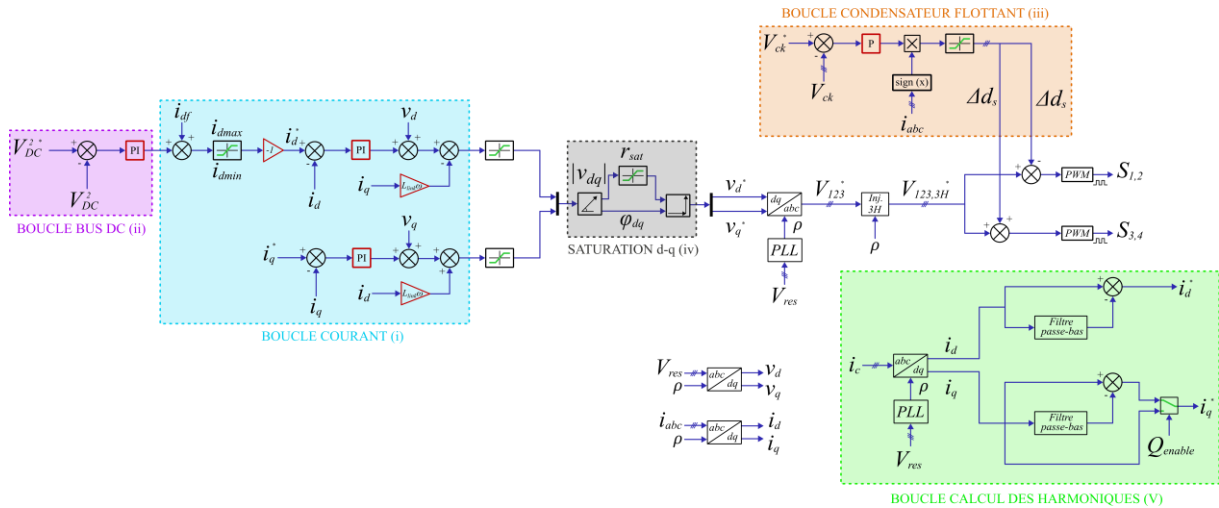 BOUCLE CONDENSATEUR FLOTTANT (iii)
V*ck
+
-
P
×
sign (x)
Vck
iabc
Δds
Δds
BOUCLE BUS DC (ii)
V2*DC
+
-
PI
V2DC
BOUCLE COURANT (i)
idf
+
+
idmax
idmin
-1
i*d
+
-
id
PI
vd
+
+
-
iq
i*q
+
-
iq
PI
vq
+
+
+
id
SATURATION d-q (iv)
|vdq|
rsat
φdq
v*d
v*q
dq
abc
ρ
PLL
Vres
V*123
Inj.
3H
ρ
V*123,3H
+
-
PWM
S1,2
+
+
PWM
S3,4
Vres
ρ
abc
dq
vd
vq
iabc
ρ
abc
dq
id
iq
BOUCLE CALCUL DES HARMONIQUES (V)
ic
abc
dq
ρ
PLL
Vres
id
iq
Filtre
passe-bas
+
-
i*d
Filtre
passe-bas
+
-
i*q
Qenable